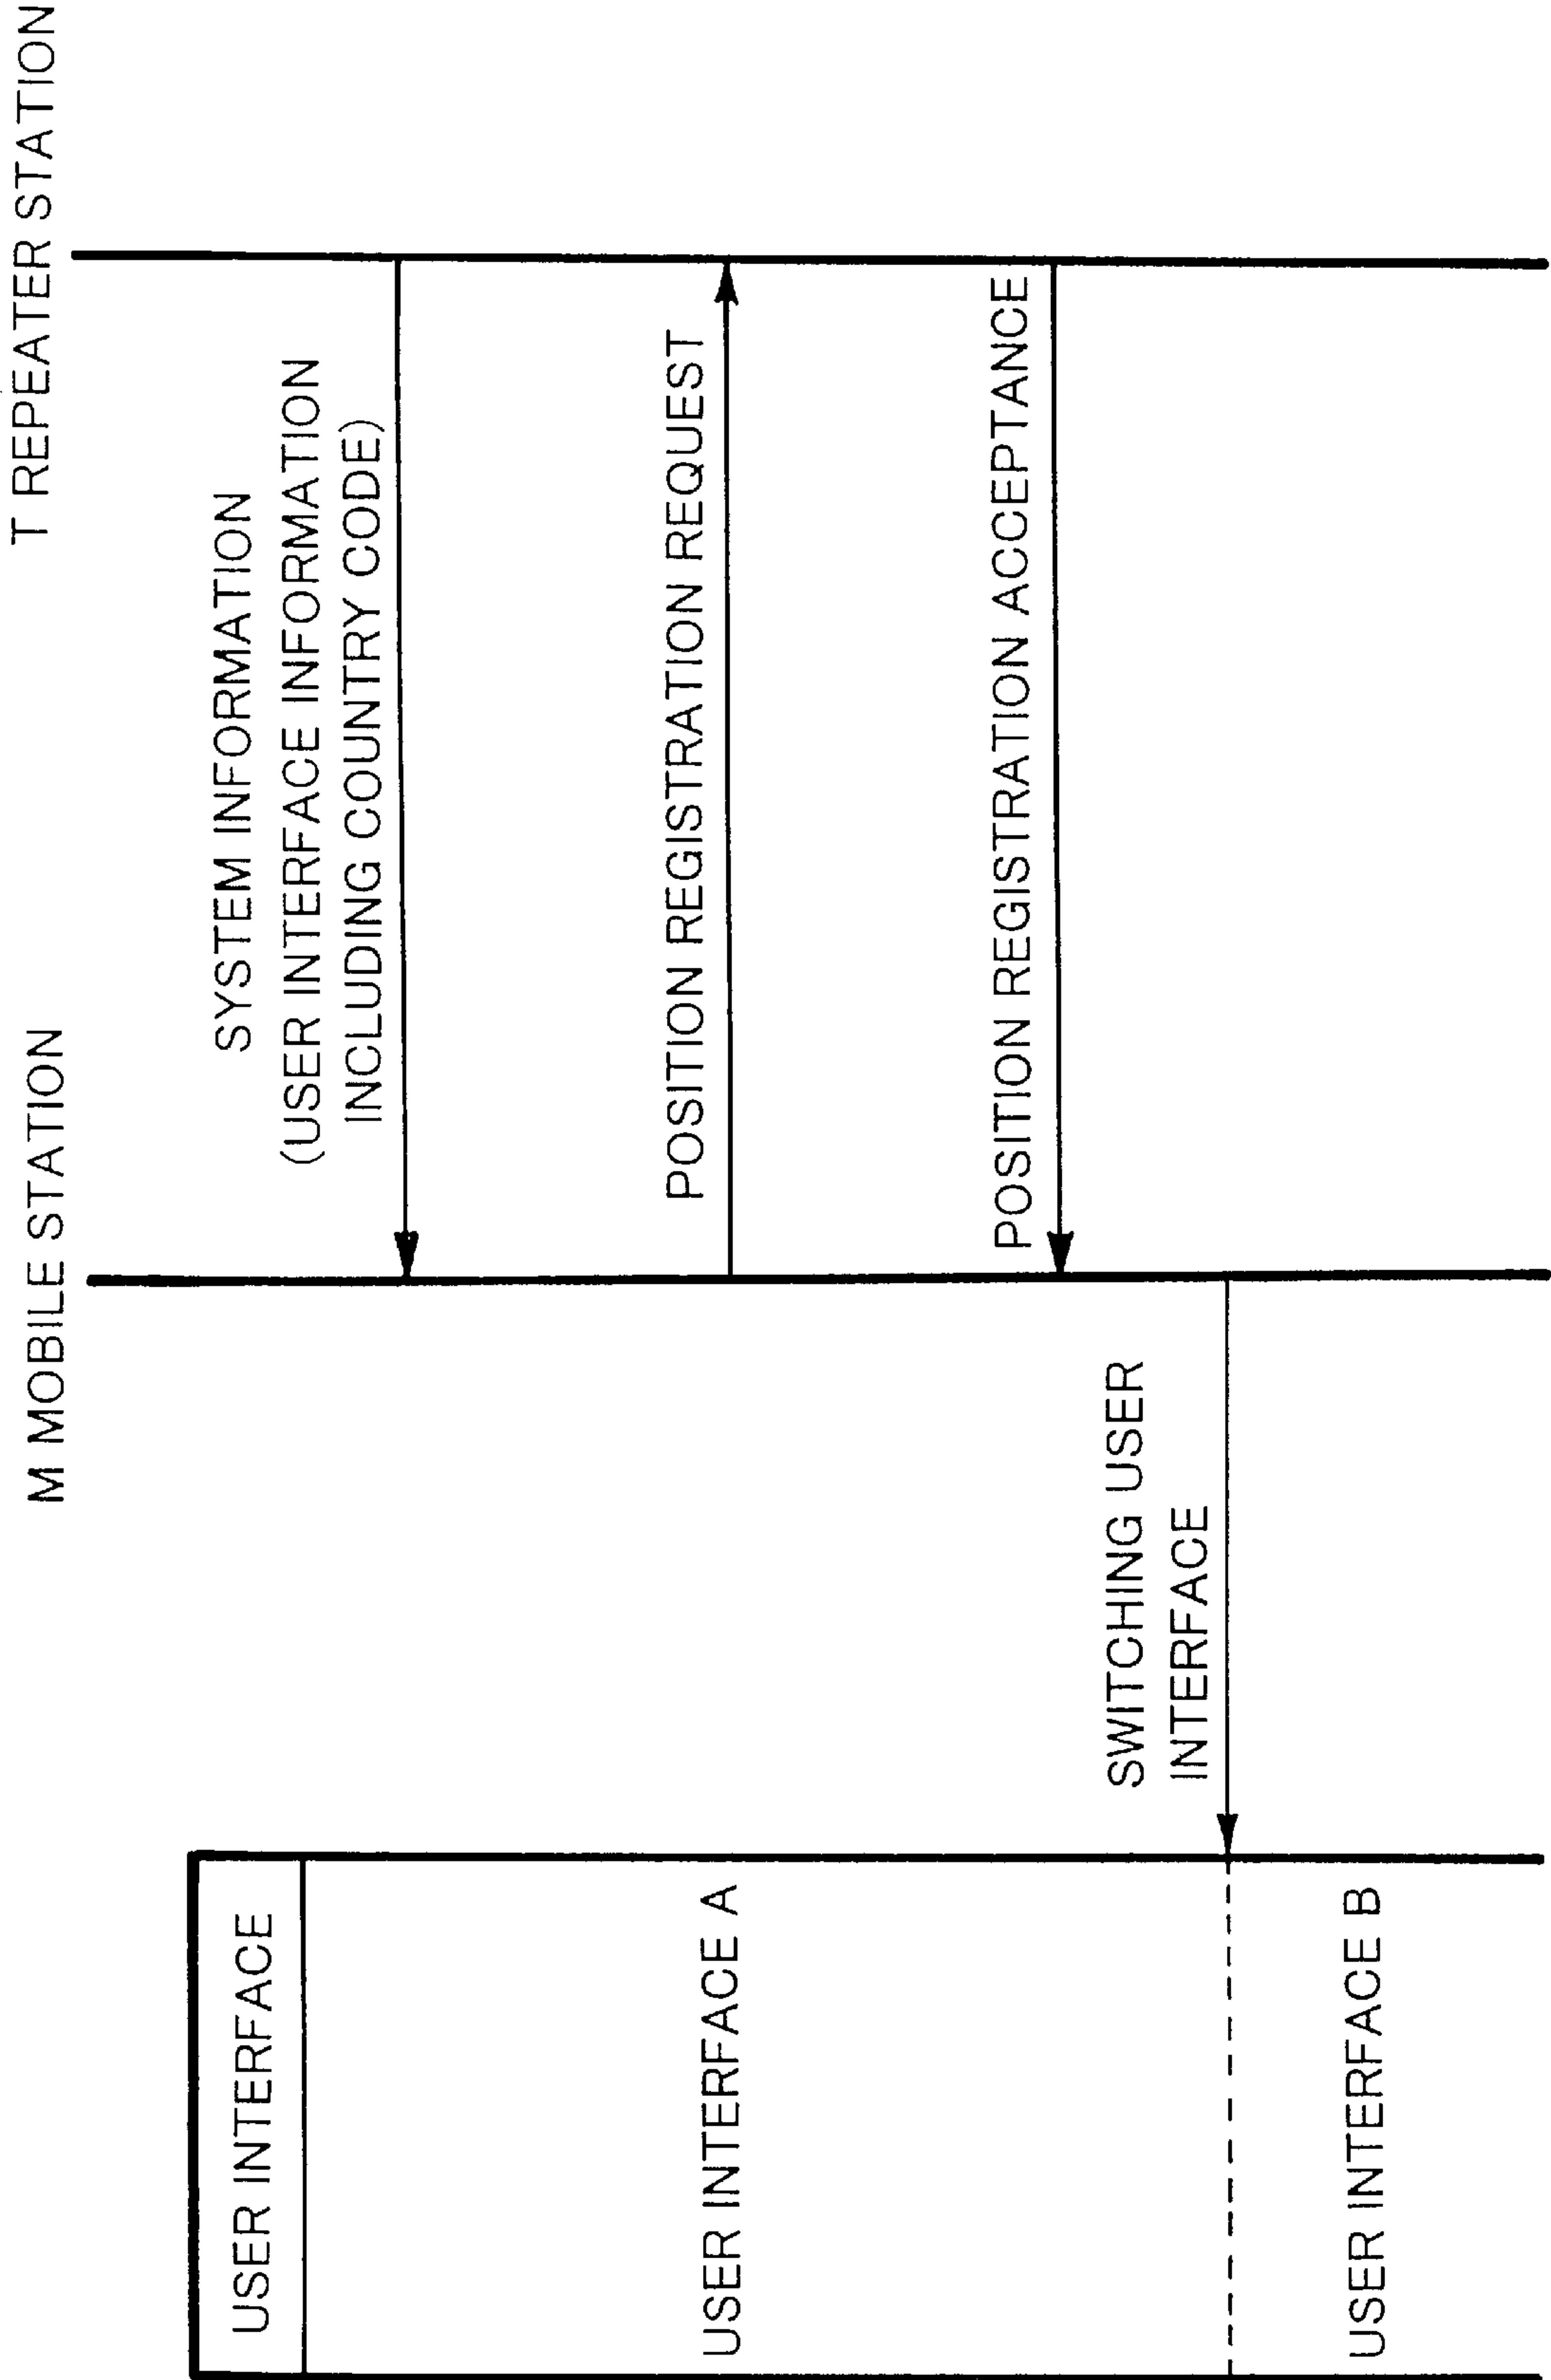 M MOBILE STATION
T REPEATER STATION
USER INTERFACE
SYSTEM INFORMATION
(USER INTERFACE INFORMATION
INCLUDING COUNTRY CODE)
USER INTERFACE A
POSITION REGISTRATION REQUEST
POSITION REGISTRATION ACCEPTANCE
SWITCHING USER
INTERFACE
USER INTERFACE B